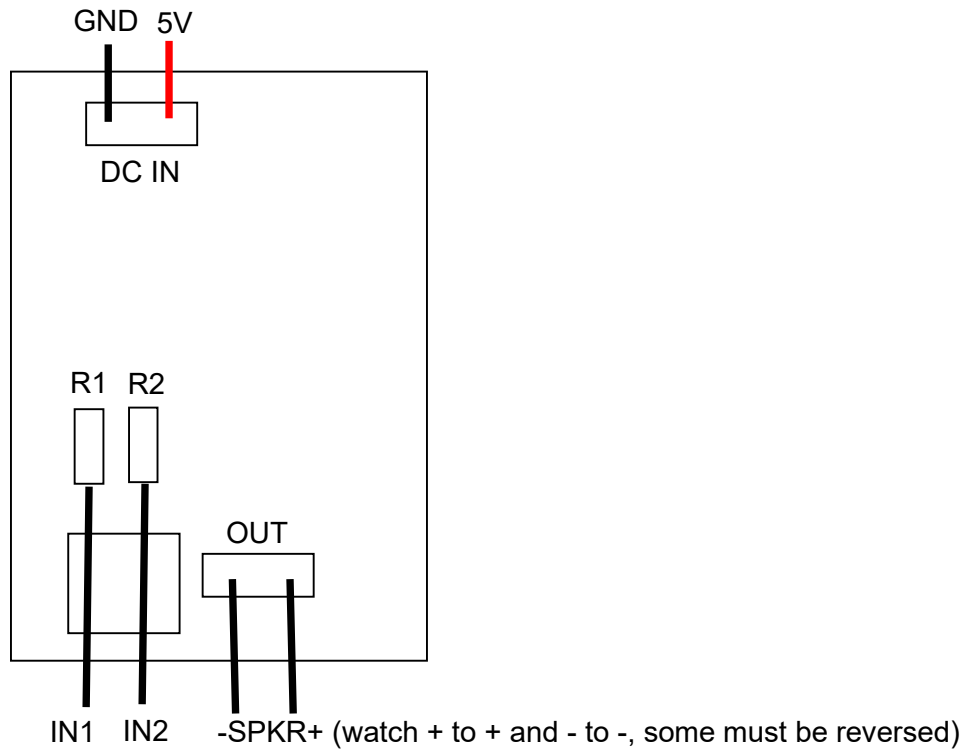 GND 5V
DC IN
R1 R2
OUT
IN1 IN2 -SPKR+ (watch + to + and - to -, some must be reversed)